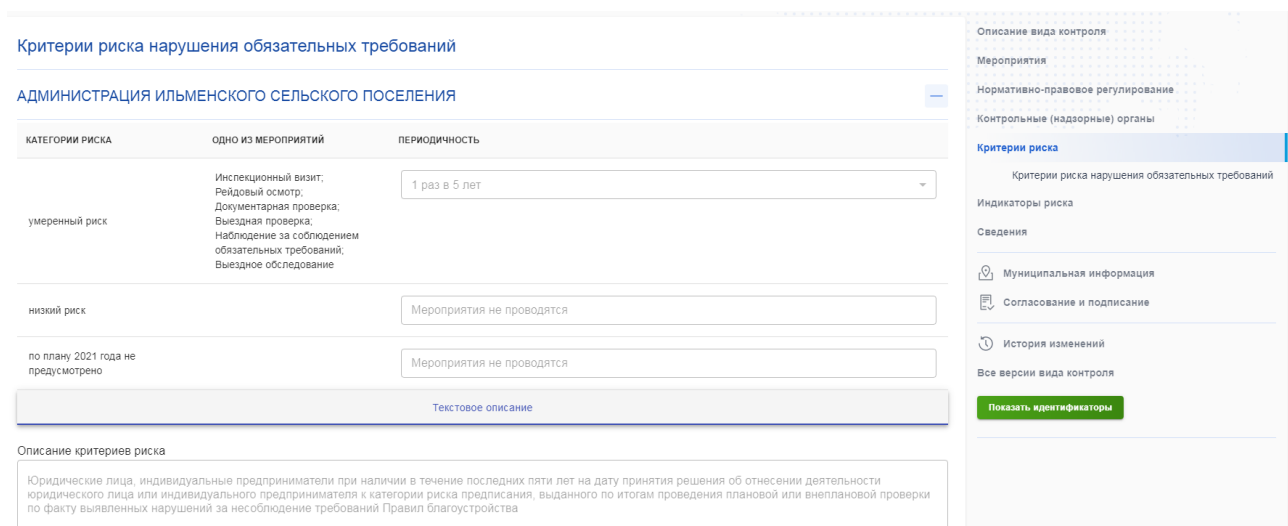 Критерии риска нарушения обязательных требований
АДМИНИСТРАЦИЯ ИЛЬМЕНСКОГО СЕЛЬСКОГО ПОСЕЛЕНИЯ
КАТЕГОРИИ РИСКА
ОДНО ИЗ МЕРОПРИЯТИЙ
ПЕРИОДИЧНОСТЬ
умеренный риск
Инспекционный визит;
Рейдовый осмотр;
Документарная проверка;
Выездная проверка;
Наблюдение за соблюдением
обязательных требований;
Выездное обследование
1 раз в 5 лет
низкий риск
Мероприятия не проводятся
по плану 2021 года не
предусмотрено
Мероприятия не проводятся
Текстовое описание
Описание критериев риска
Юридические лица, индивидуальные предприниматели при наличии в течение последних пяти лет на дату принятия решения об отнесении деятельности
юридического лица или индивидуального предпринимателя к категории риска предписания, выданного по итогам проведения плановой или внеплановой проверки
по факту выявленных нарушений за несоблюдение требований Правил благоустройства
Описание вида контроля
Мероприятия
Нормативно-правовое регулирование
Контрольные (надзорные) органы
Критерии риска
Критерии риска нарушения обязательных требований
Индикаторы риска
Сведения
Муниципальная информация
Согласование и подписание
История изменений
Все версии вида контроля
Показать идентификаторы